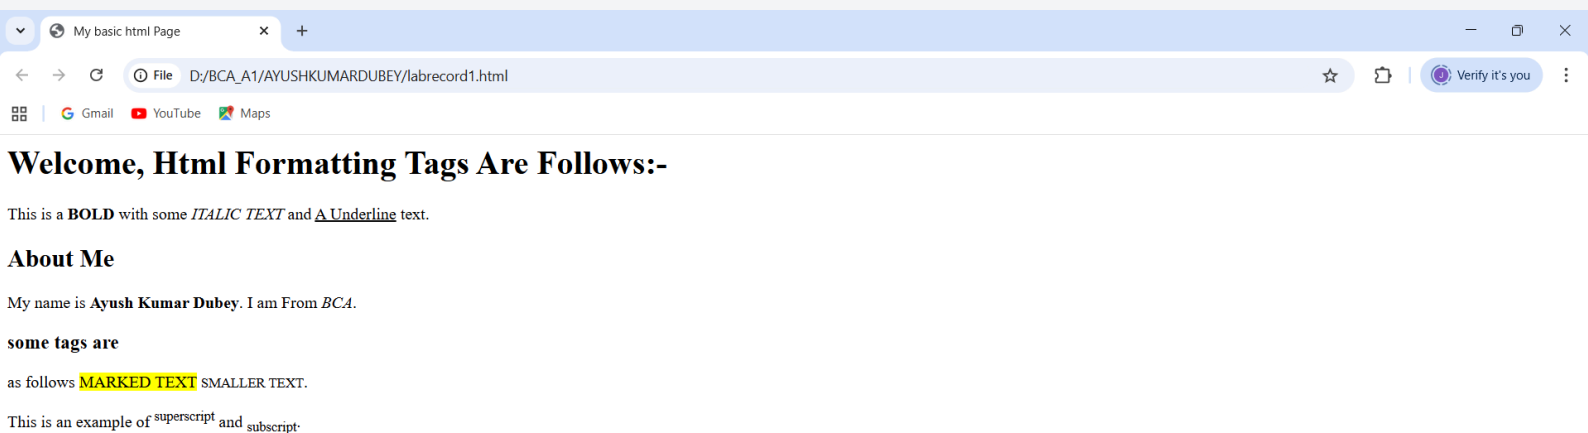 My basic html Page
File D:/BCA_A1/AYUSHKUMARDUBEY/labrecord1.html
J Verify it's you
Gmail YouTube Maps
Welcome, Html Formatting Tags Are Follows:-
This is a BOLD with some ITALIC TEXT and A Underline text.
About Me
My name is Ayush Kumar Dubey. I am From BCA.
some tags are
as follows MARKED TEXT SMALLER TEXT.
This is an example of superscript and subscript.